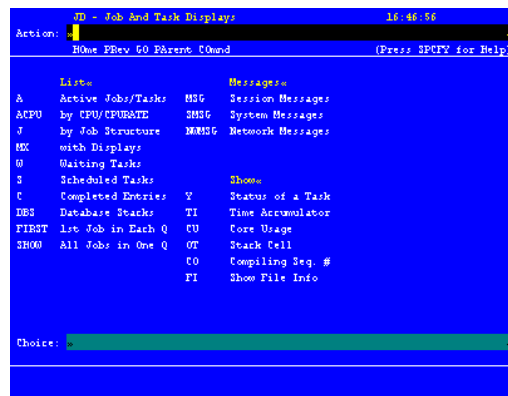 JD - Job And Task Displays 16:46:56
Action: »
HOme PRev GO PArent COmnd (Press SPCFY for Help)
List« Messages«
A Active Jobs/Tasks MSG Session Messages
ACPU by CPU/CPURATE SMSG System Messages
J by Job Structure NWMSG Network Messages
MX with Displays
W Waiting Tasks
S Scheduled Tasks Show«
C Completed Entries Y Status of a Task
DBS Database Stacks TI Time Accumulator
FIRST 1st Job in Each Q CU Core Usage
SHOW All Jobs in One Q OT Stack Cell
CO Compiling Seq. #
FI Show File Info
Choice: »